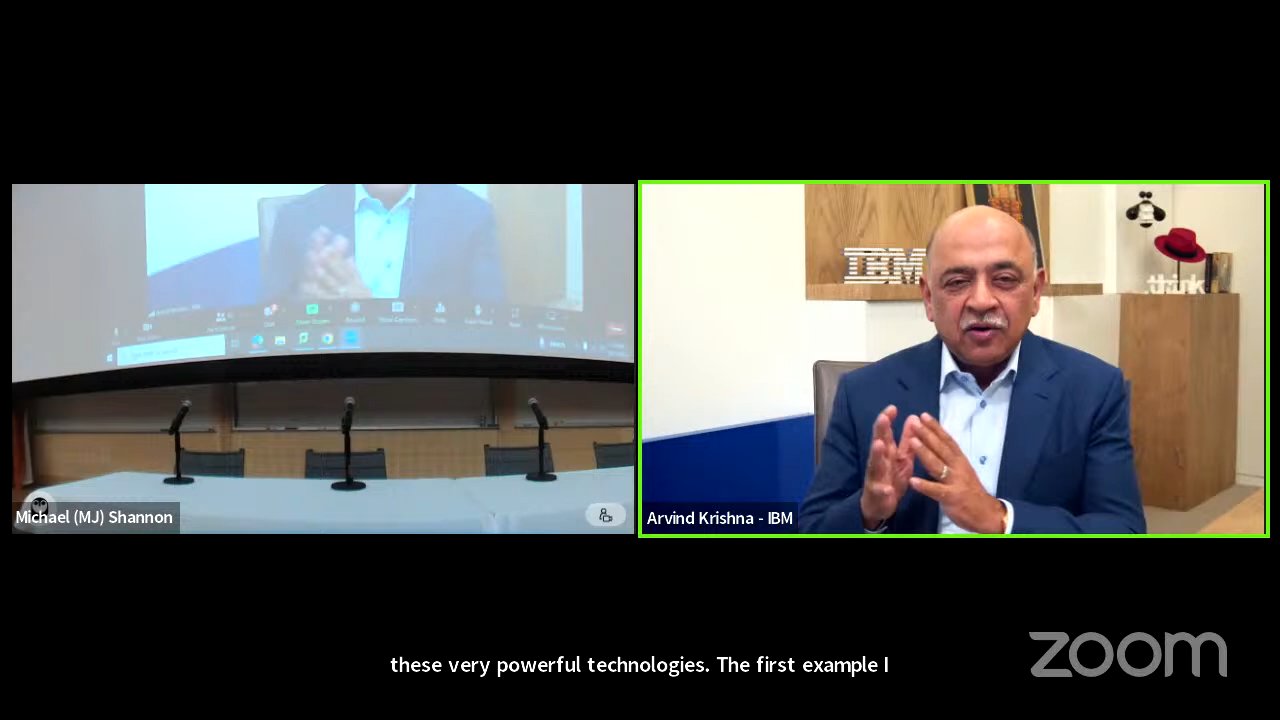 IBM
think
Michael (MJ) Shannon
Arvind Krishna - IBM
these very powerful technologies. The first example I
zoom